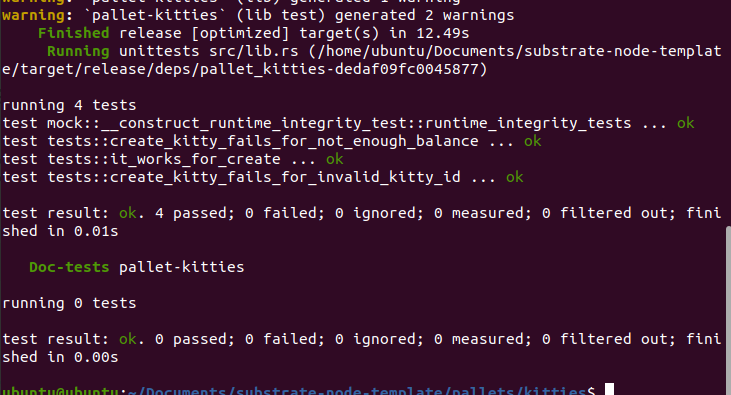 warning: `pallet-kitties` (lib) generated 1 warning
warning: `pallet-kitties` (lib test) generated 2 warnings
    Finished release [optimized] target(s) in 12.49s
     Running unittests src/lib.rs (/home/ubuntu/Documents/substrate-node-templat
e/target/release/deps/pallet_kitties-dedaf09fc0045877)

running 4 tests
test mock::__construct_runtime_integrity_test::runtime_integrity_tests ... ok
test tests::create_kitty_fails_for_not_enough_balance ... ok
test tests::it_works_for_create ... ok
test tests::create_kitty_fails_for_invalid_kitty_id ... ok

test result: ok. 4 passed; 0 failed; 0 ignored; 0 measured; 0 filtered out; fini
shed in 0.01s

   Doc-tests pallet-kitties

running 0 tests

test result: ok. 0 passed; 0 failed; 0 ignored; 0 measured; 0 filtered out; fini
shed in 0.00s

ubuntu@ubuntu:~/Documents/substrate-node-template/pallets/kitties$